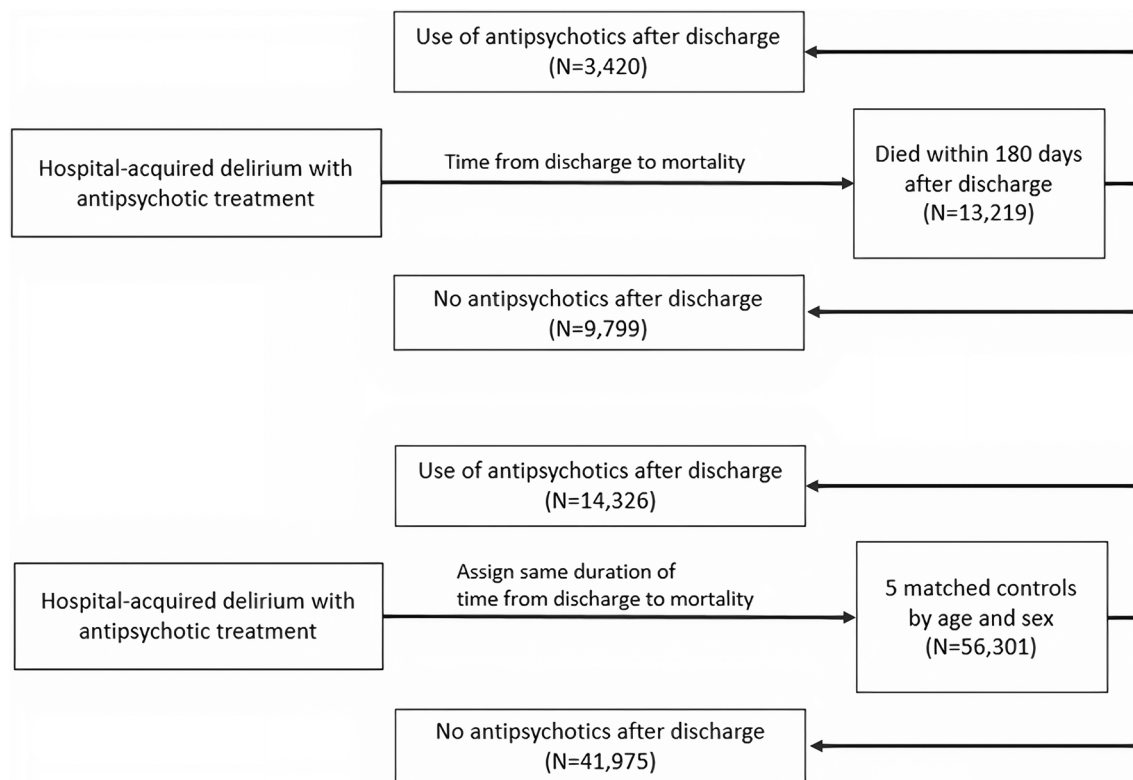 Use of antipsychotics after discharge
(N=3,420)
Hospital-acquired delirium with
antipsychotic treatment
Time from discharge to mortality
Died within 180 days
after discharge
(N=13,219)
No antipsychotics after discharge
(N=9,799)
Use of antipsychotics after discharge
(N=14,326)
Hospital-acquired delirium with
antipsychotic treatment
Assign same duration of
time from discharge to mortality
5 matched controls
by age and sex
(N=56,301)
No antipsychotics after discharge
(N=41,975)